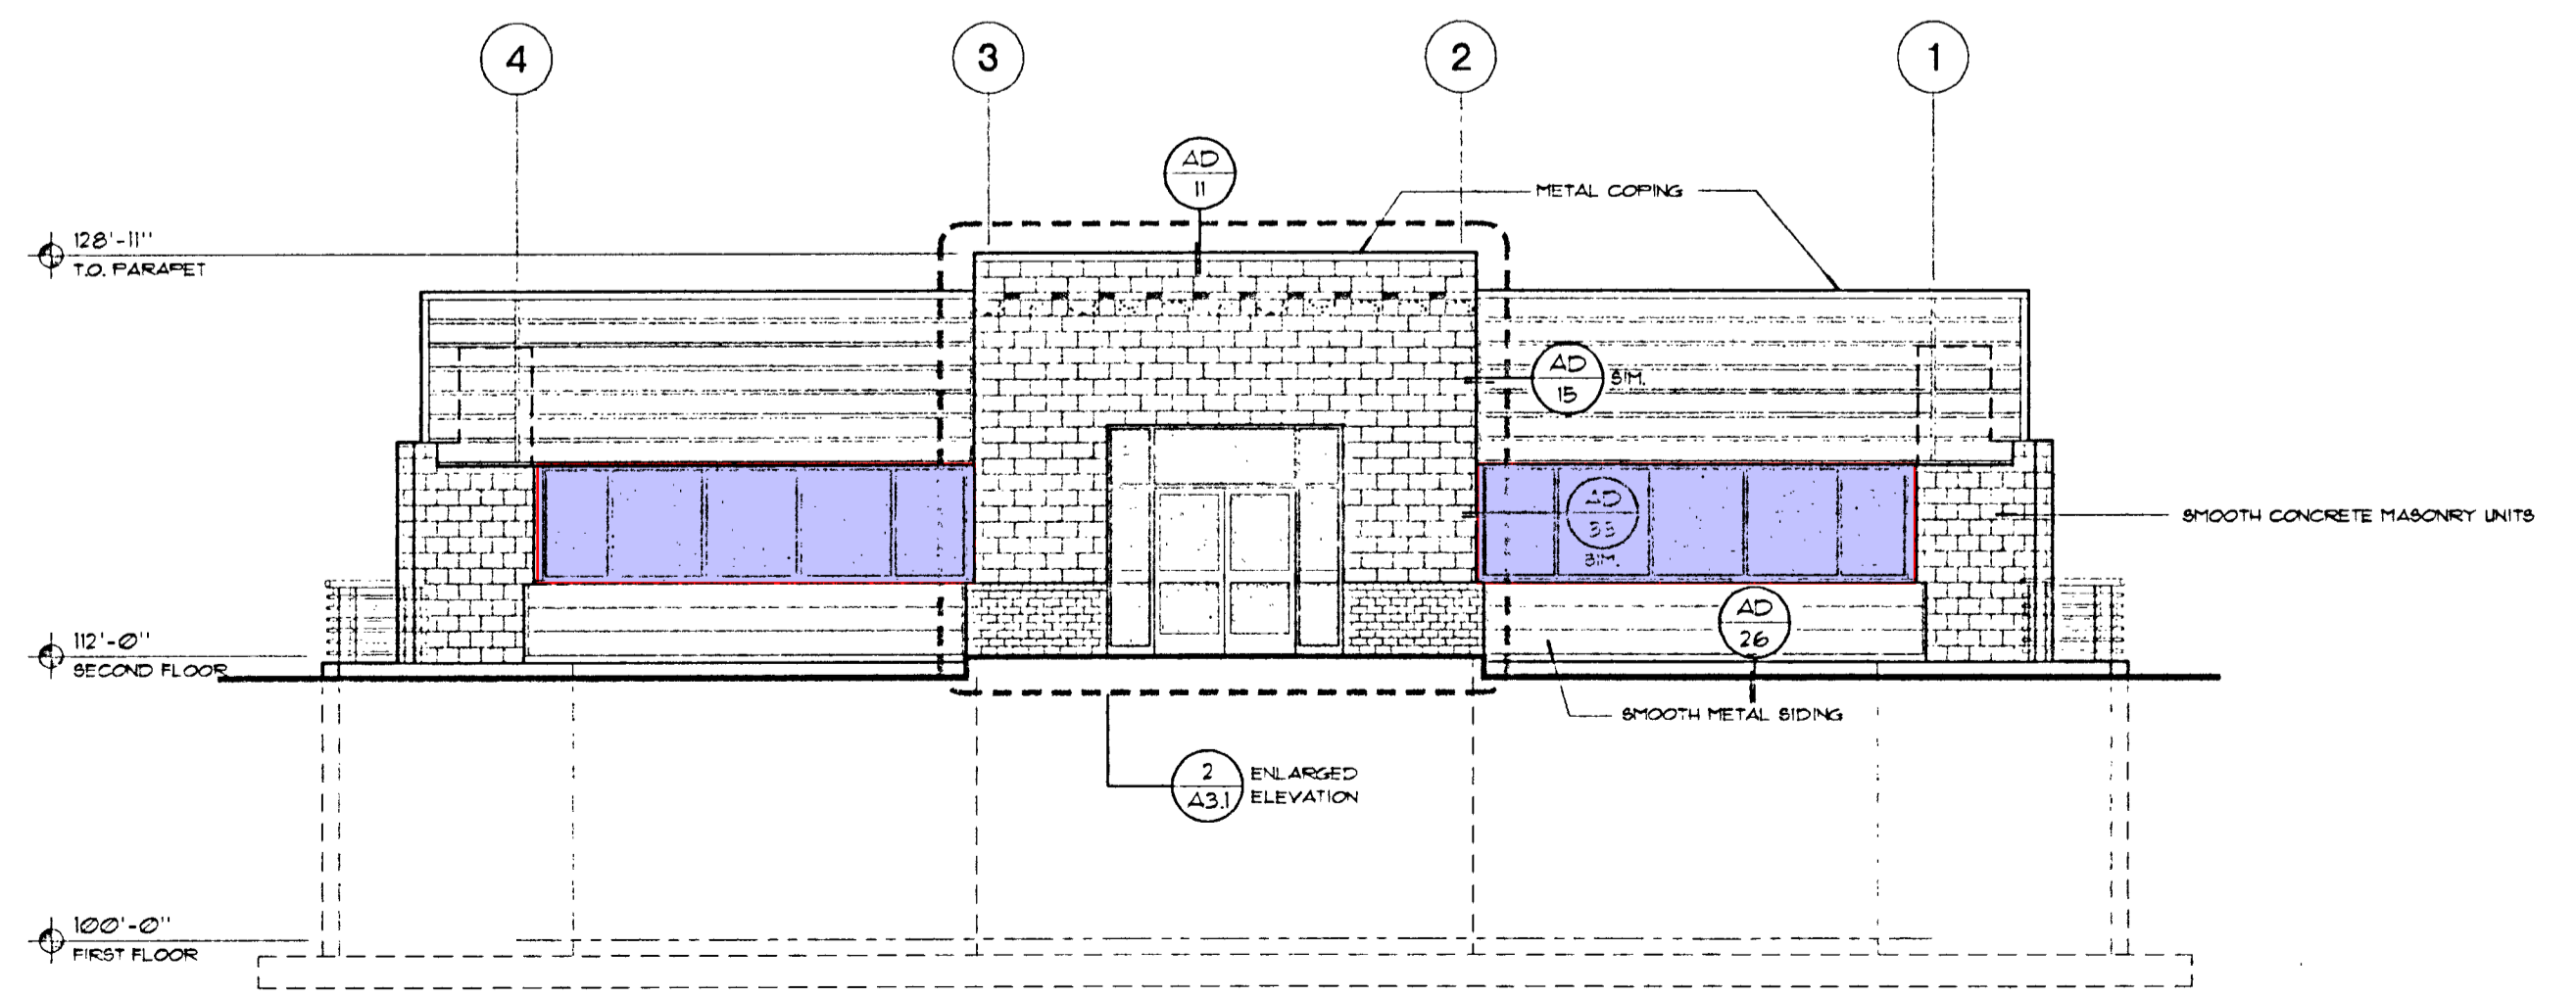 4
3
2
1
AD
11
METAL COPING
128'-11"
T.O. PARAPET
AD
15
SIM.
AD
33
SIM.
SMOOTH CONCRETE MASONRY UNITS
AD
26
112'-0"
SECOND FLOOR
SMOOTH METAL SIDING
2
A3.1
ENLARGED
ELEVATION
100'-0"
FIRST FLOOR